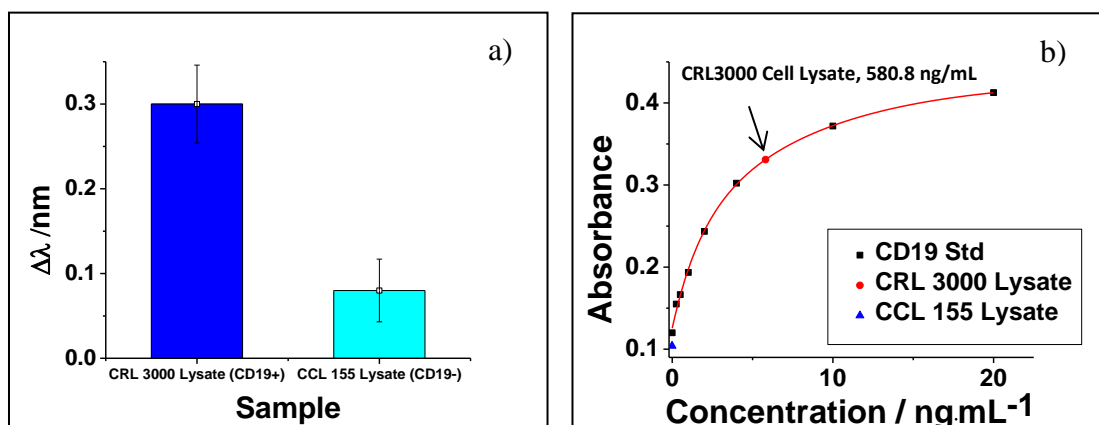 a)
0.3
0.2
0.1
0.0
Δλ /nm
CRL 3000 Lysate (CD19+)
CCL 155 Lysate (CD19-)
Sample
b)
CRL3000 Cell Lysate, 580.8 ng/mL
0.4
0.3
0.2
0.1
Absorbance
CD19 Std
CRL 3000 Lysate
CCL 155 Lysate
0
10
20
Concentration / ng.mL-1